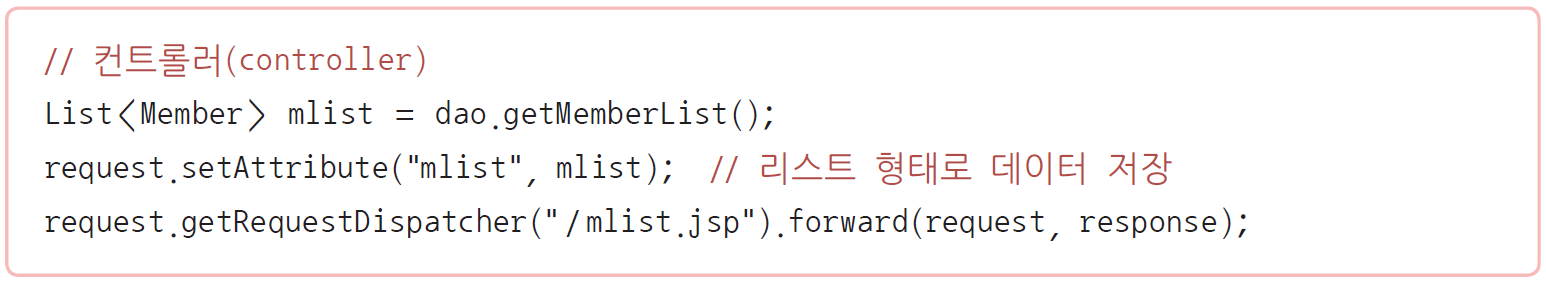 // 컨트롤러(controller)
List<Member> mlist = dao.getMemberList();
request.setAttribute("mlist", mlist);  // 리스트 형태로 데이터 저장
request.getRequestDispatcher("/mlist.jsp").forward(request, response);